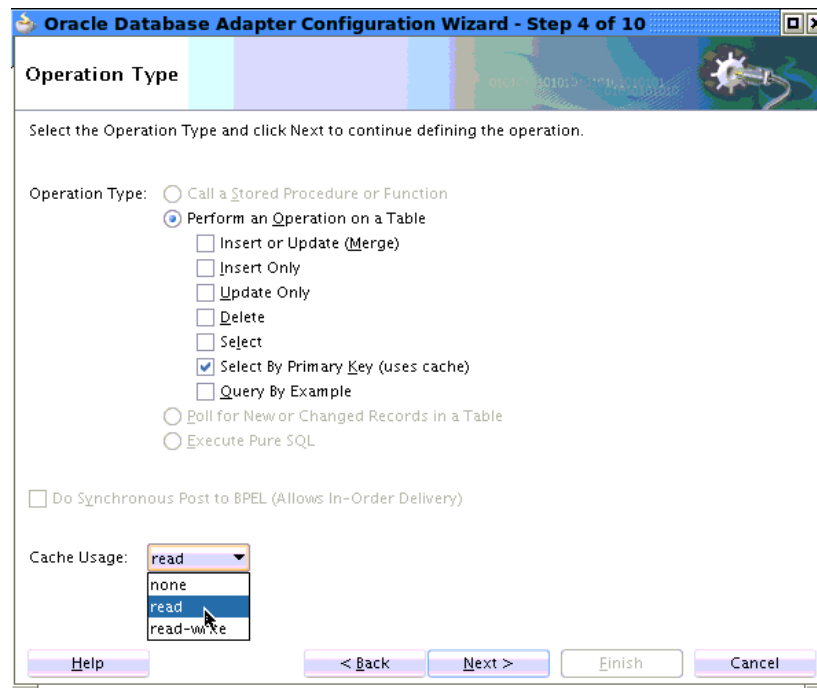 Oracle Database Adapter Configuration Wizard - Step 4 of 10
Operation Type
Select the Operation Type and click Next to continue defining the operation.
Operation Type: Call a Stored Procedure or Function
Perform an Operation on a Table
Insert or Update (Merge)
Insert Only
Update Only
Delete
Select
Select By Primary Key (uses cache)
Query By Example
Poll for New or Changed Records in a Table
Execute Pure SQL
Do Synchronous Post to BPEL (Allows In-Order Delivery)
Cache Usage: read
none
read
Help < Back Next > Finish Cancel